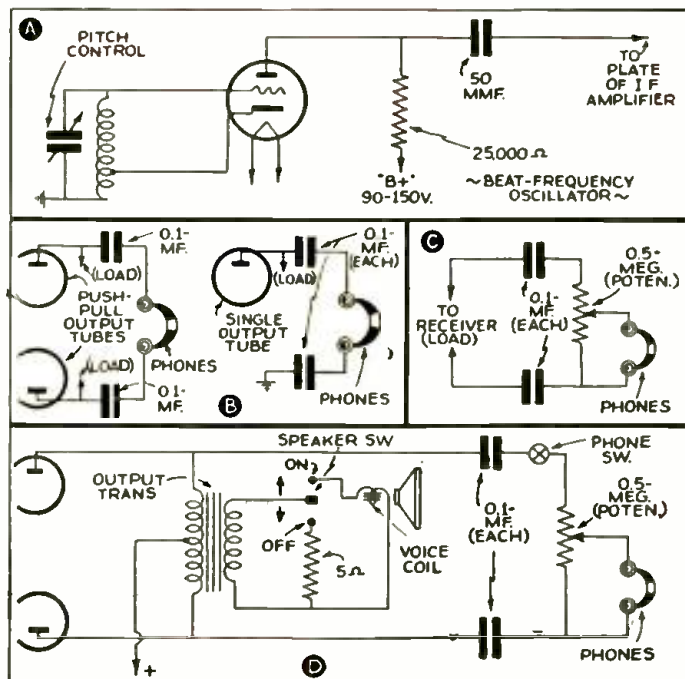 A
PITCH
CONTROL
50
MMF.
TO
PLATE
OF I F
AMPLIFIER
25,000 Ω
"B+"
90-150V.
~BEAT-FREQUENCY
OSCILLATOR~
0.1-
MF.
(LOAD)
PUSH-
PULL
OUTPUT
TUBES
(LOAD)
PHONES
0.1-
MF.
B
0.1-
MF.
(EACH)
(LOAD)
SINGLE
OUTPUT
TUBE
PHONES
C
0.5-
MEG.
(POTEN.)
TO
RECEIVER
(LOAD)
0.1-
MF.
(EACH)
PHONES
SPEAKER SW
OUTPUT
TRANS
ON
OFF
5Ω
VOICE
COIL
PHONE
SW.
0.1-
MF.
(EACH)
0.5-
MEG.
(POTEN.)
PHONES
+
D